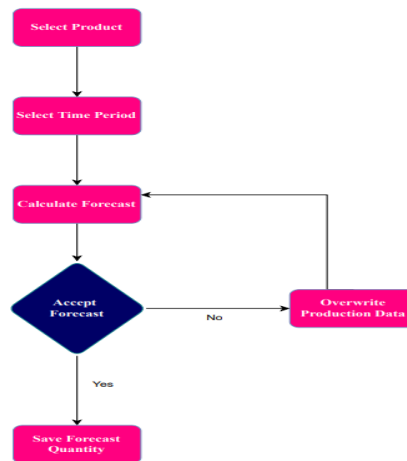 Select Product
Select Time Period
Calculate Forecast
Accept
Forecast
No
Overwrite
Production Data
Yes
Save Forecast
Quantity